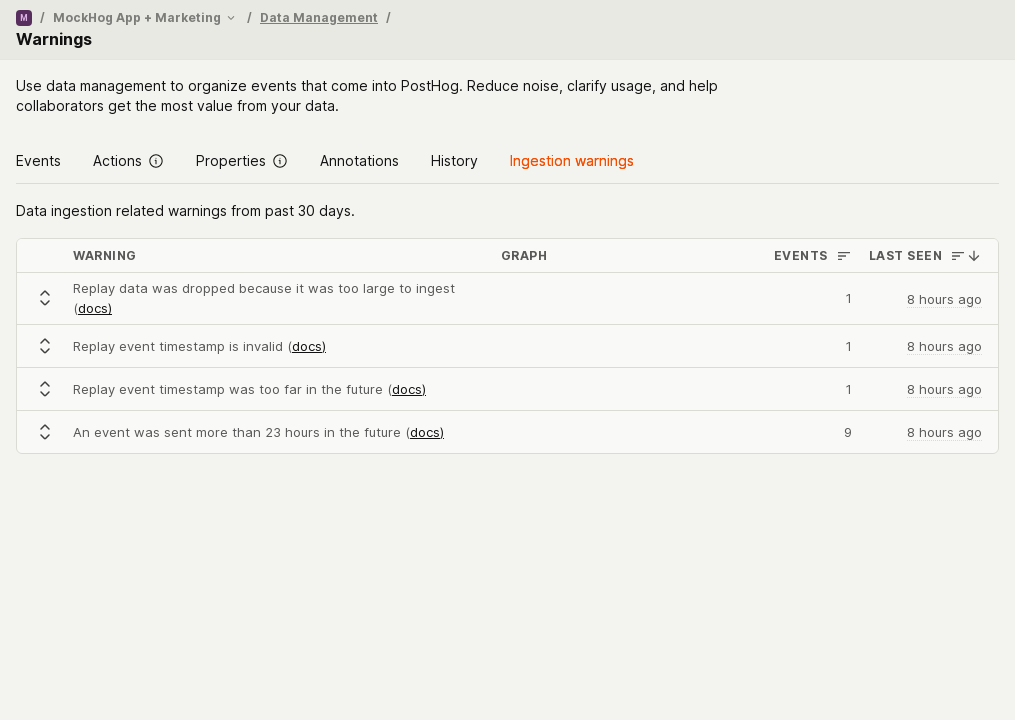 M / MockHog App + Marketing / Data Management /
Warnings
Use data management to organize events that come into PostHog. Reduce noise, clarify usage, and help
collaborators get the most value from your data.
Events Actions Properties Annotations History Ingestion warnings
Data ingestion related warnings from past 30 days.
WARNING GRAPH EVENTS LAST SEEN
Replay data was dropped because it was too large to ingest
(docs) 1 8 hours ago
Replay event timestamp is invalid (docs) 1 8 hours ago
Replay event timestamp was too far in the future (docs) 1 8 hours ago
An event was sent more than 23 hours in the future (docs) 9 8 hours ago